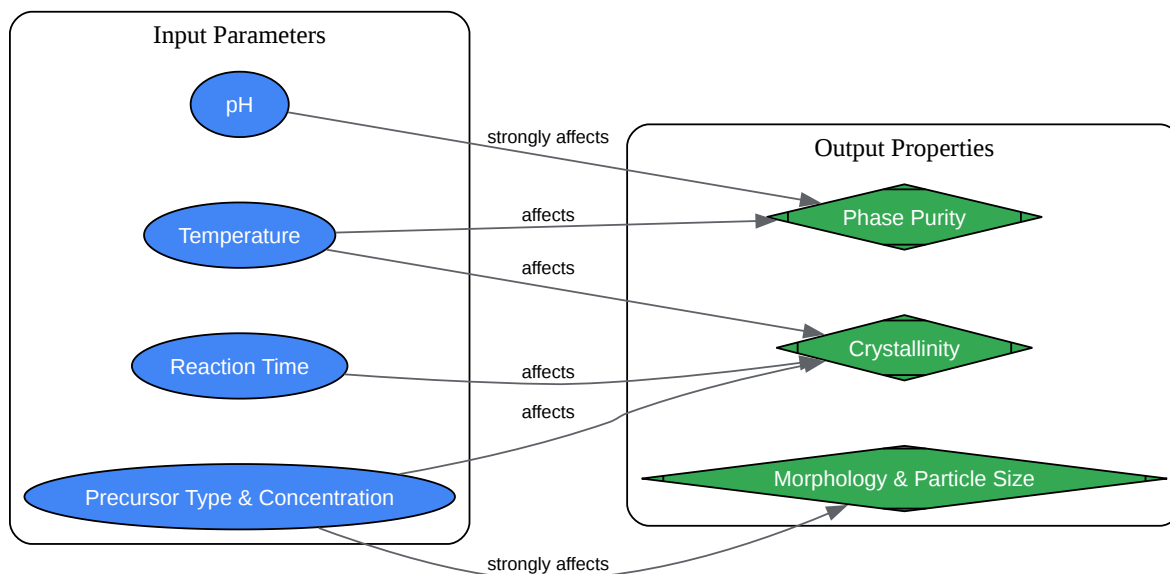 Input Parameters
pH
strongly affects
Output Properties
Temperature
affects
Phase Purity
affects
Reaction Time
affects
Crystallinity
affects
Precursor Type & Concentration
Morphology & Particle Size
strongly affects